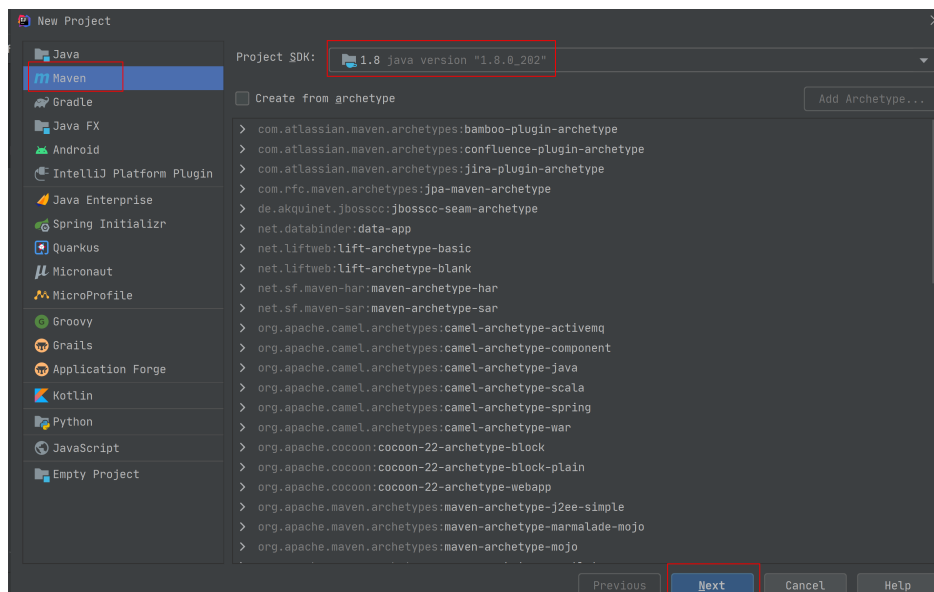 New Project
Java
Maven
Gradle
Java FX
Android
IntelliJ Platform Plugin
Java Enterprise
Spring Initializr
Quarkus
Micronaut
MicroProfile
Groovy
Grails
Application Forge
Kotlin
Python
JavaScript
Empty Project
Project SDK: 1.8 java version "1.8.0_202"
Create from archetype
Add Archetype...
com.atlassian.maven.archetypes:bamboo-plugin-archetype
com.atlassian.maven.archetypes:confluence-plugin-archetype
com.atlassian.maven.archetypes:jira-plugin-archetype
com.rfc.maven.archetypes:jpa-maven-archetype
de.akquinet.jbosscc:jbosscc-seam-archetype
net.databinder:data-app
net.liftweb:lift-archetype-basic
net.liftweb:lift-archetype-blank
net.sf.maven-har:maven-archetype-har
net.sf.maven-sar:maven-archetype-sar
org.apache.camel.archetypes:camel-archetype-activemq
org.apache.camel.archetypes:camel-archetype-component
org.apache.camel.archetypes:camel-archetype-java
org.apache.camel.archetypes:camel-archetype-scala
org.apache.camel.archetypes:camel-archetype-spring
org.apache.camel.archetypes:camel-archetype-war
org.apache.cocoon:cocoon-22-archetype-block
org.apache.cocoon:cocoon-22-archetype-block-plain
org.apache.cocoon:cocoon-22-archetype-webapp
org.apache.maven.archetypes:maven-archetype-j2ee-simple
org.apache.maven.archetypes:maven-archetype-marmalade-mojo
org.apache.maven.archetypes:maven-archetype-mojo
Previous
Next
Cancel
Help